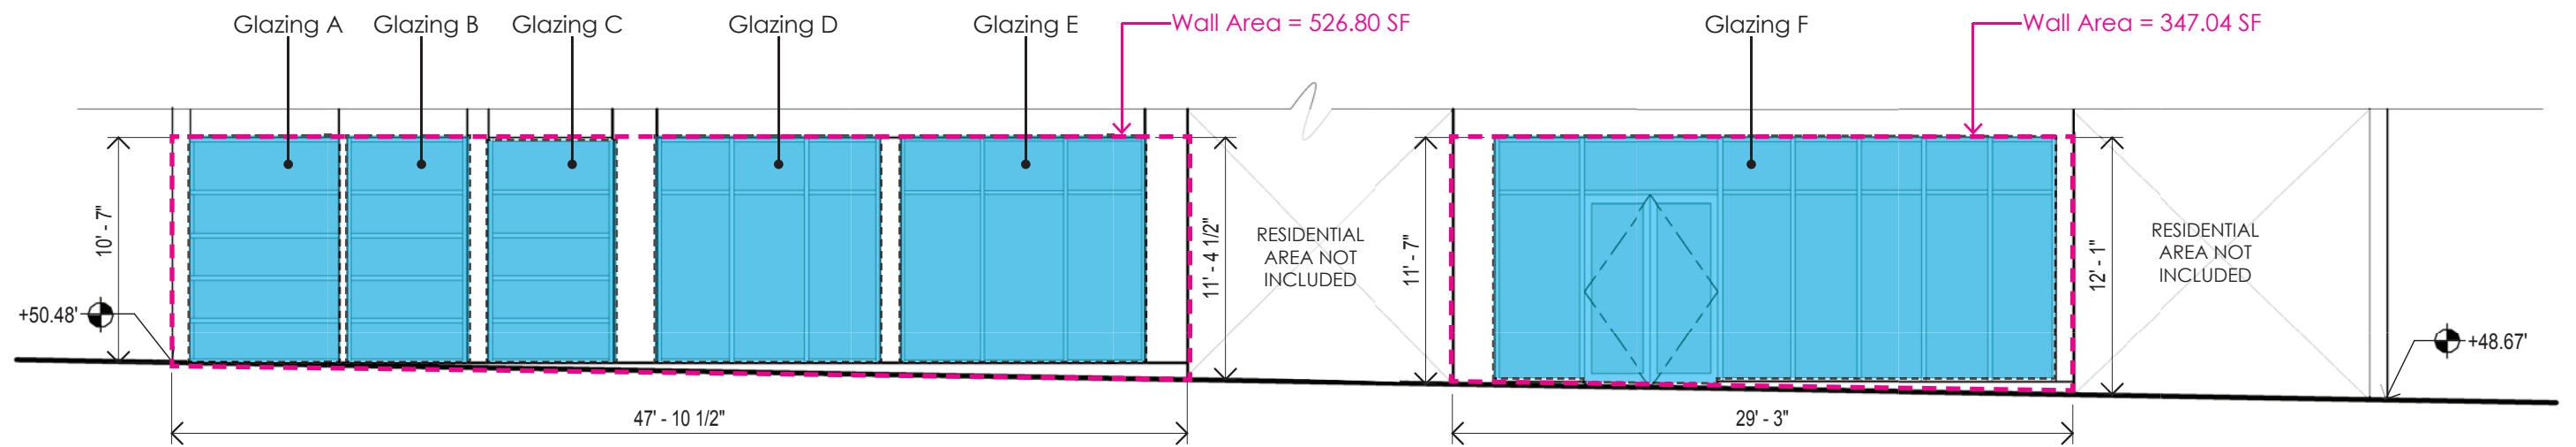 Glazing A
Glazing B
Glazing C
Glazing D
Glazing E
Wall Area = 526.80 SF
Glazing F
Wall Area = 347.04 SF
10' - 7"
11' - 4 1/2"
RESIDENTIAL
AREA NOT
INCLUDED
11' - 7"
12' - 1"
RESIDENTIAL
AREA NOT
INCLUDED
+50.48'
+48.67'
47' - 10 1/2"
29' - 3"